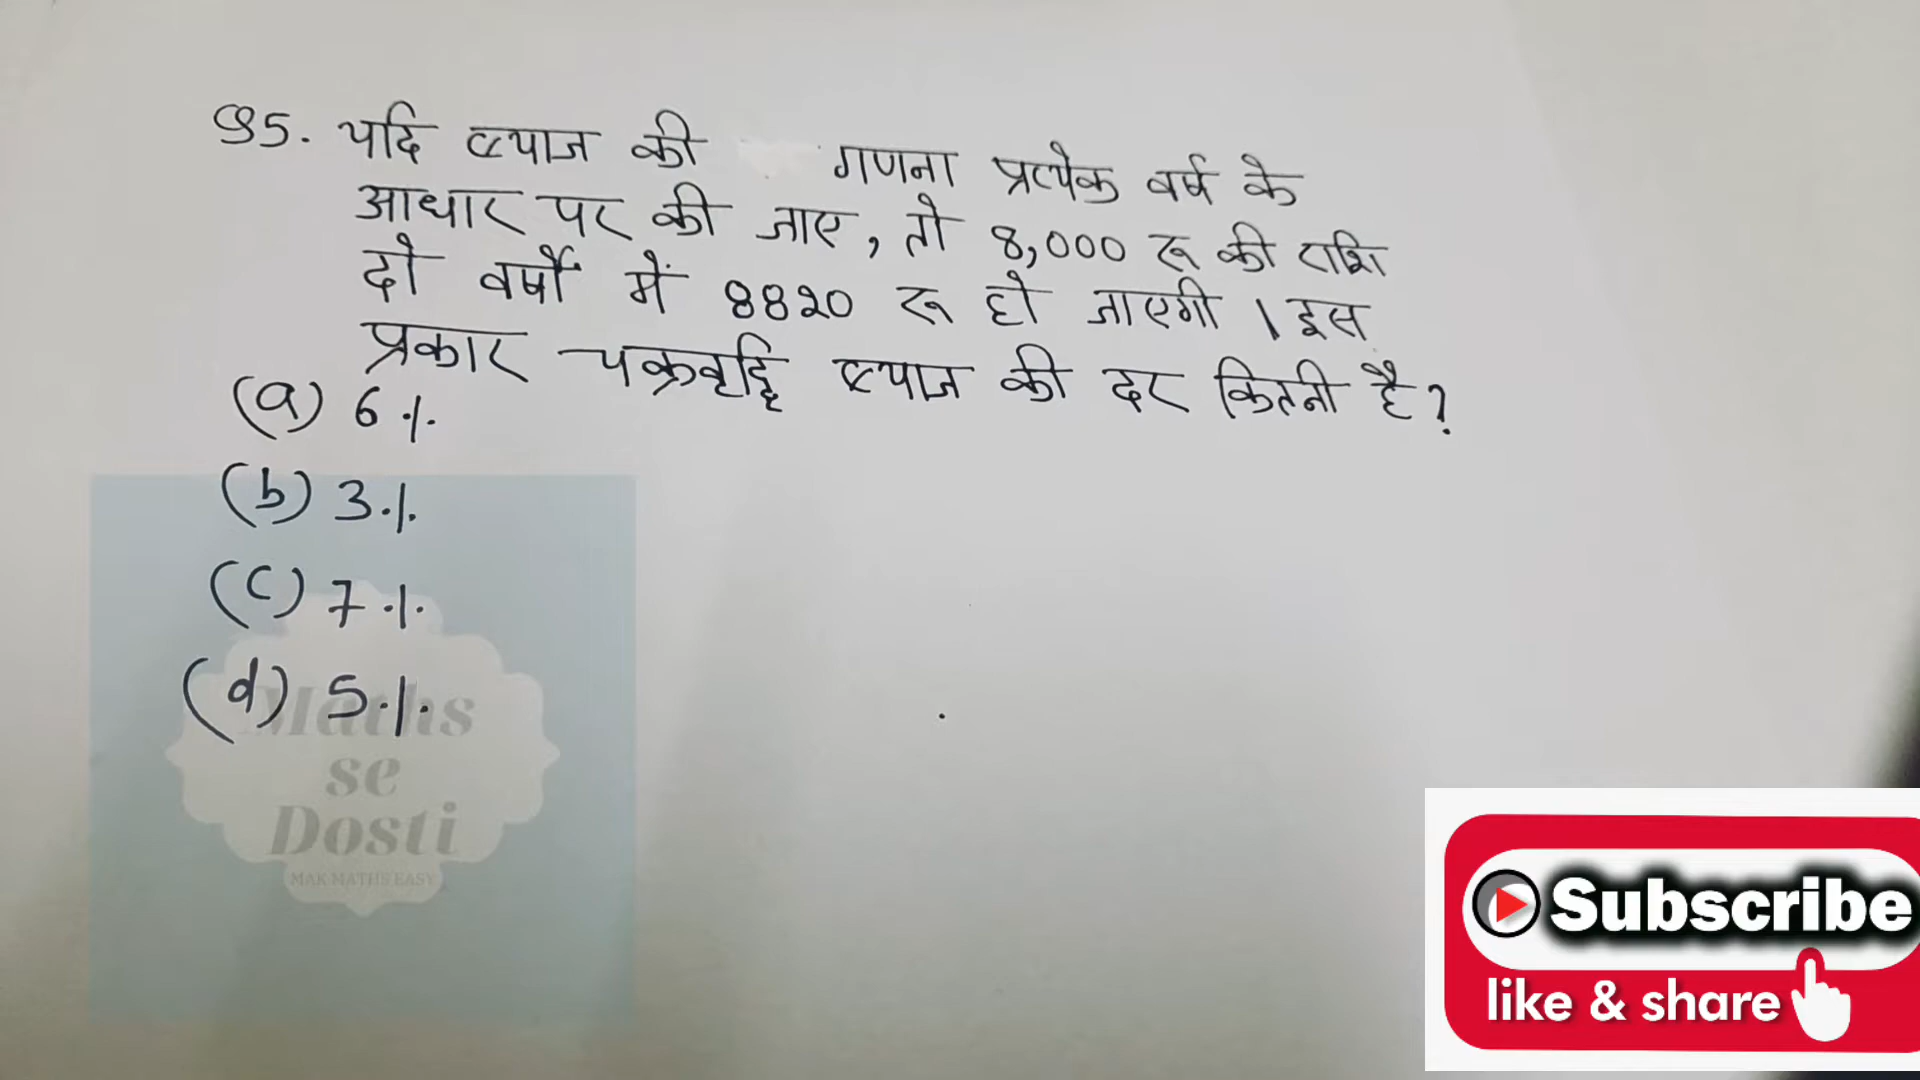 Q5. यदि ब्याज की गणना प्रत्येक वर्ष के
आधार पर की जाए, तो 8,000 रू की राशि
दो वर्षों में 8820 रू हो जाएगी । इस
प्रकार चक्रवृद्धि ब्याज की दर कितनी है?
(a) 6%
(b) 3%
(c) 7%
(d) 5%
Maths
se
Dosti
MAK MATHS EASY
Subscribe
like & share